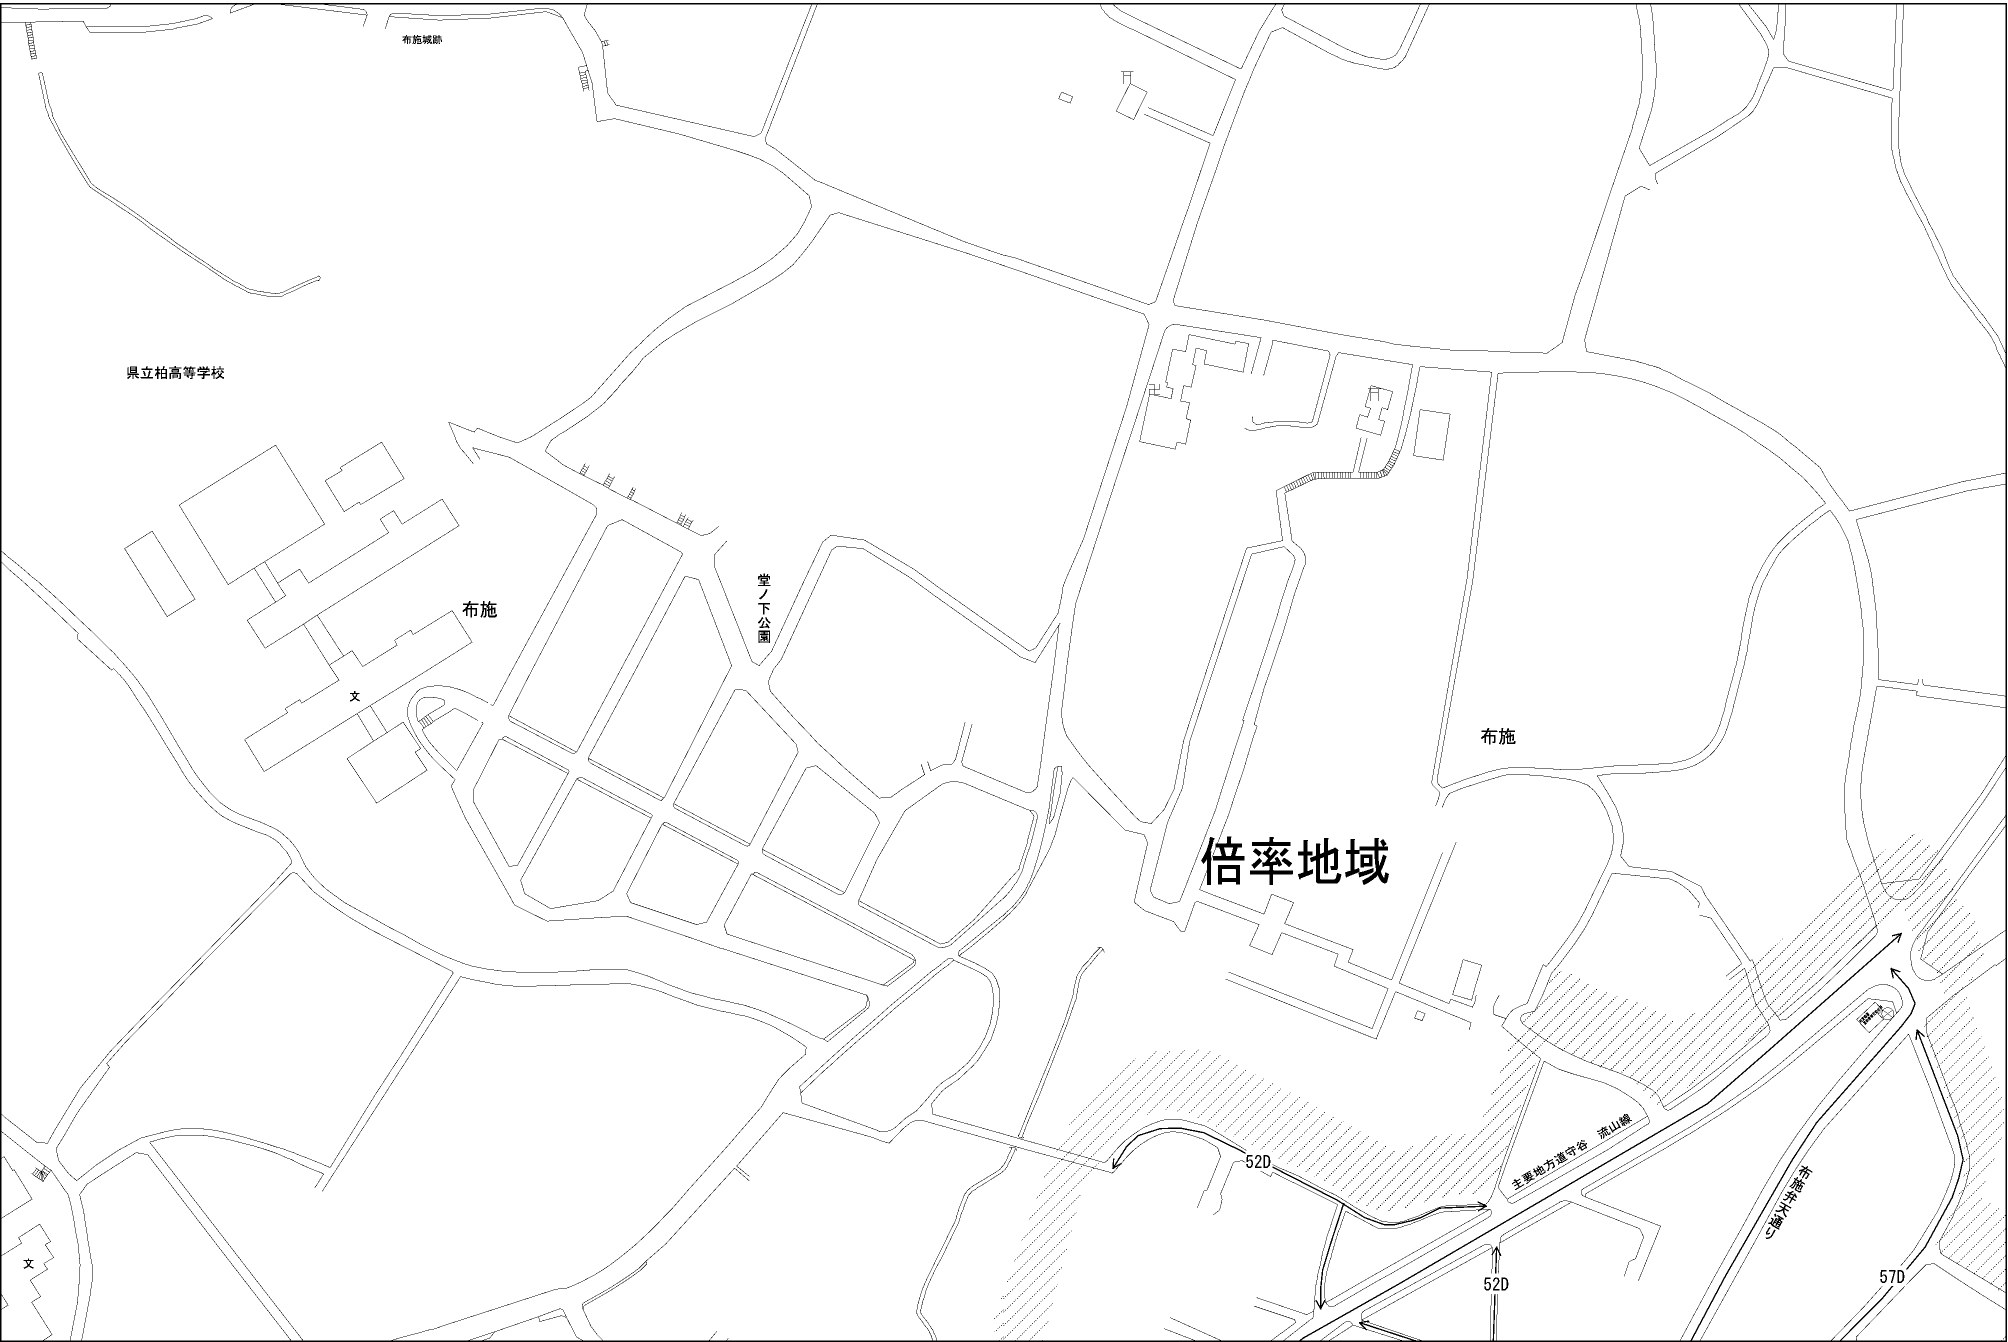 布施城跡
県立柏高等学校
堂ノ下公園
布施
文
布施
倍率地域
主要地方道守谷　流山線
52D
布施弁天通り
文
52D
57D